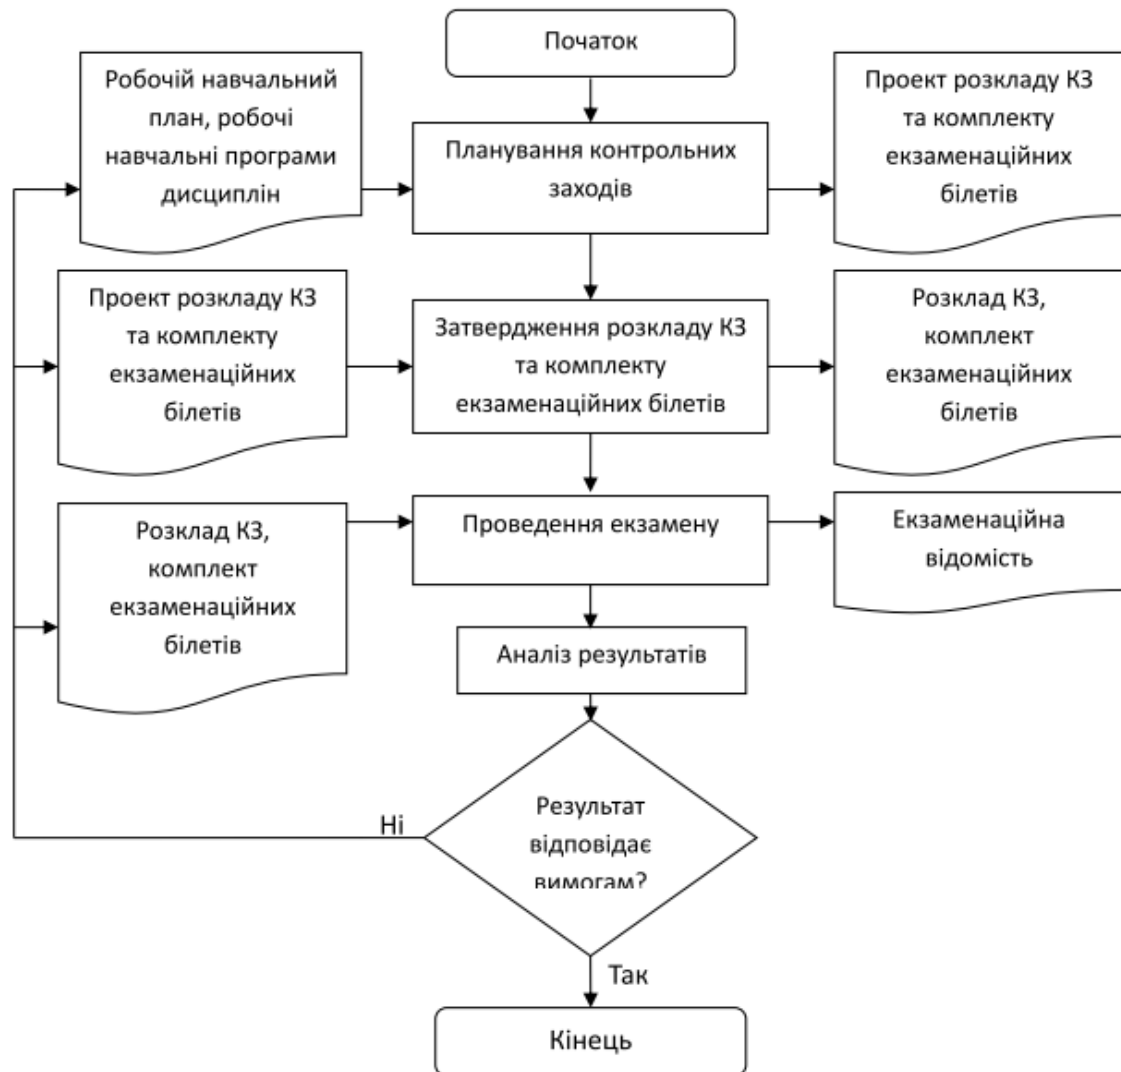 Початок
Робочій навчальний
план, робочі
навчальні програми
дисциплін
Планування контрольних
заходів
Проект розкладу КЗ
та комплекту
екзаменаційних
білетів
Проект розкладу КЗ
та комплекту
екзаменаційних
білетів
Затвердження розкладу КЗ
та комплекту
екзаменаційних білетів
Розклад КЗ,
комплект
екзаменаційних
білетів
Розклад КЗ,
комплект
екзаменаційних
білетів
Проведення екзамену
Екзаменаційна
відомість
Аналіз результатів
Результат
відповідає
вимогам?
Ні
Так
Кінець